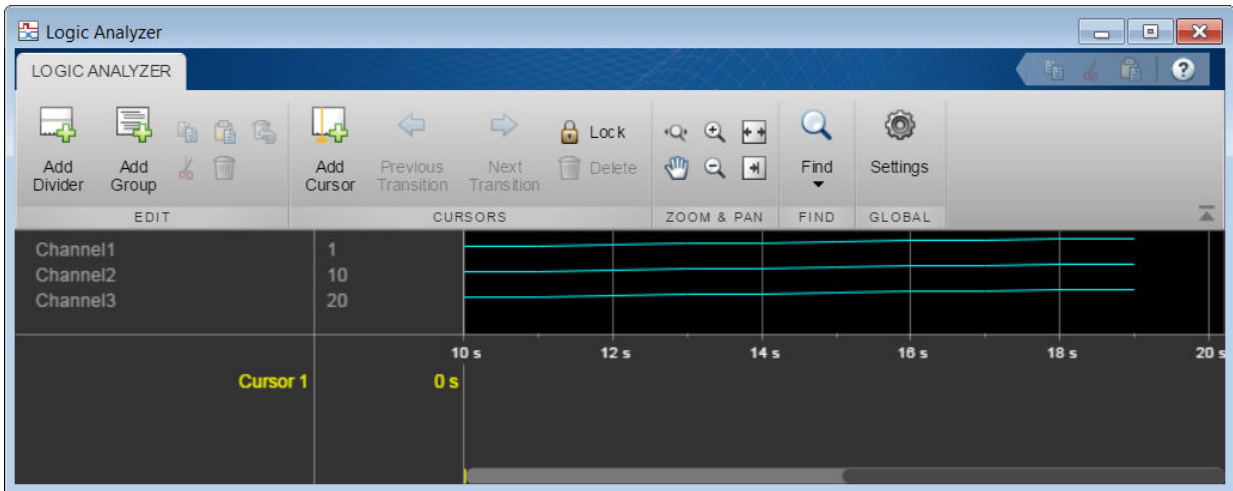 Logic Analyzer
LOGIC ANALYZER
?
Add Divider
Add Group
Add Cursor
Previous Transition
Next Transition
Lock
Delete
Find
Settings
EDIT
CURSORS
ZOOM & PAN
FIND
GLOBAL
Channel1 1
Channel2 10
Channel3 20
10 s 12 s 14 s 16 s 18 s 20 s
Cursor 1 0 s